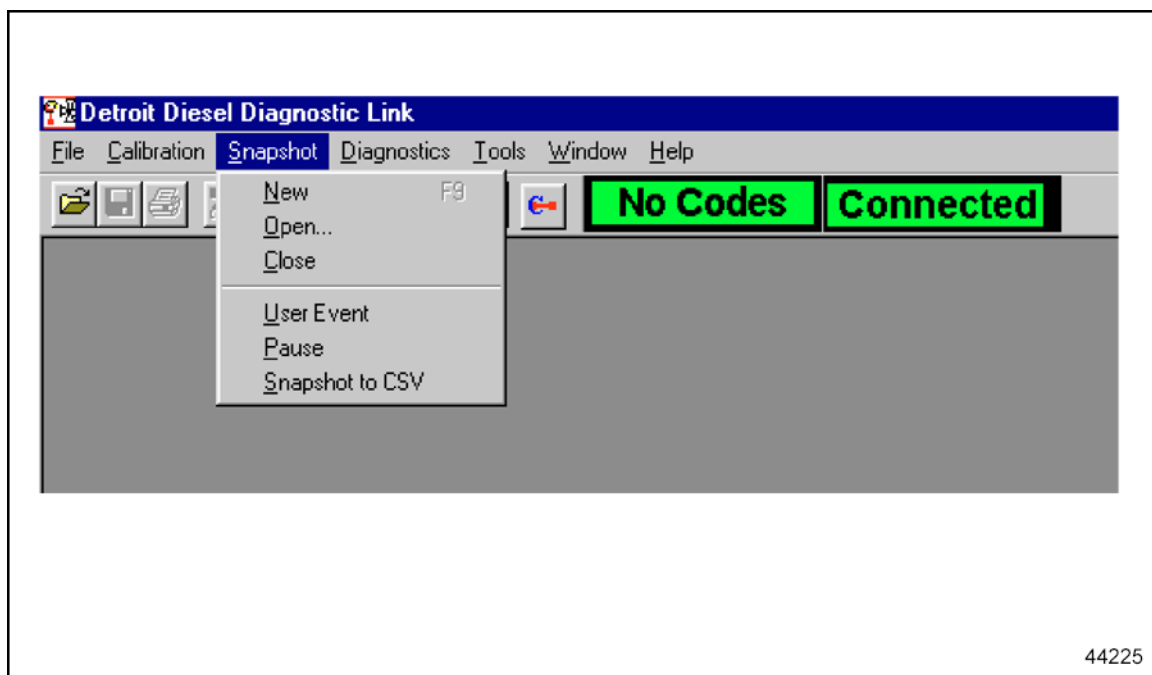 Detroit Diesel Diagnostic Link
File Calibration Snapshot Diagnostics Tools Window Help
No Codes Connected
New F9
Open...
Close
User Event
Pause
Snapshot to CSV
44225